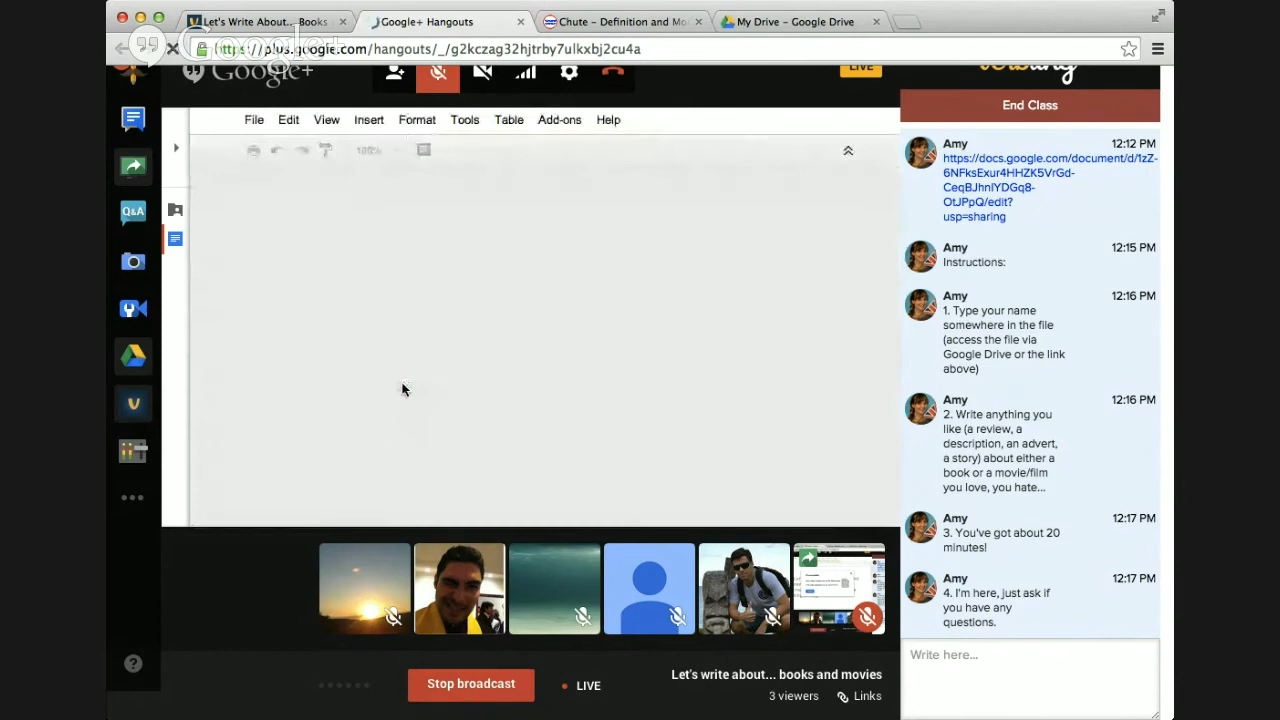 Let's Write About... Books
Google+ Hangouts
Chute – Definition and Mo
My Drive – Google Drive
Google+
https://plus.google.com/hangouts/_/g2kczag32hjtrby7ulkxbj2cu4a
Google+
LIVE
End Class
File Edit View Insert Format Tools Table Add-ons Help
100%
Q&A
Amy 12:12 PM
https://docs.google.com/document/d/1zZ-
6NFksExur4HHZK5VrGd-
CeqBJhnlYDGq8-
OtJPpQ/edit?
usp=sharing
Amy 12:15 PM
Instructions:
Amy 12:16 PM
1. Type your name
somewhere in the file
(access the file via
Google Drive or the link
above)
Amy 12:16 PM
2. Write anything you
like (a review, a
description, an advert,
a story) about either a
book or a movie/film
you love, you hate...
Amy 12:17 PM
3. You've got about 20
minutes!
Amy 12:17 PM
4. I'm here, just ask if
you have any
questions.
Write here...
Stop broadcast
LIVE
Let's write about... books and movies
3 viewers
Links